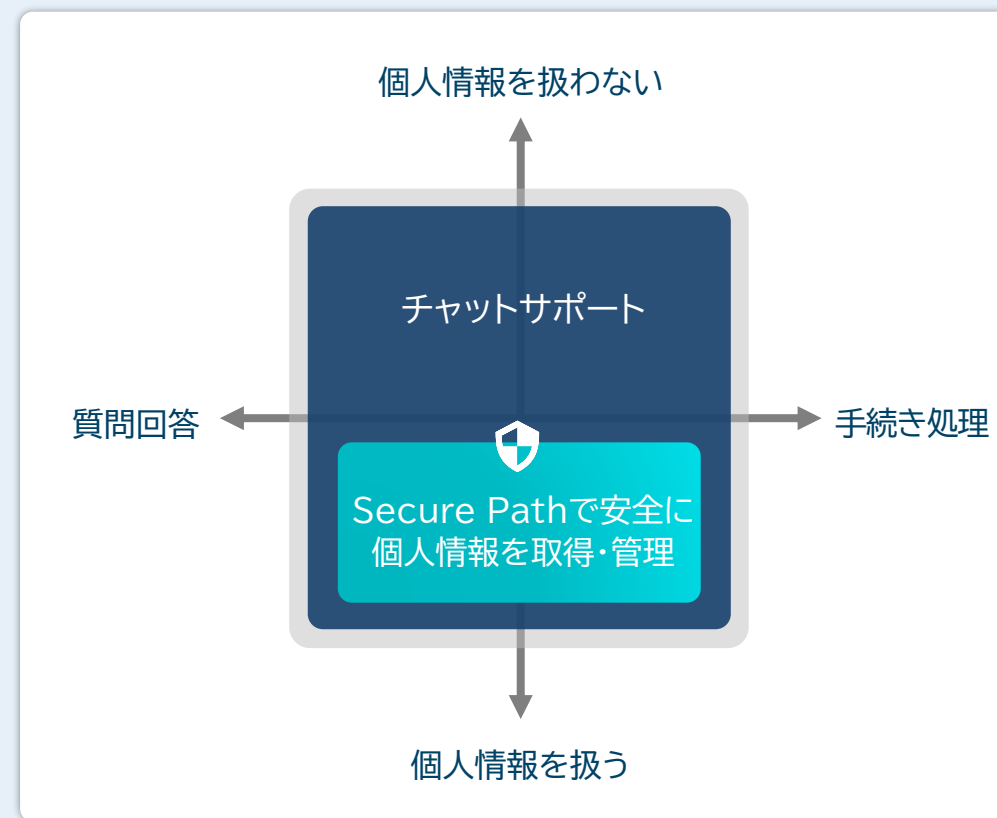 個人情報を扱わない
チャットサポート
質問回答
手続き処理
Secure Pathで安全に
個人情報を取得・管理
個人情報を扱う